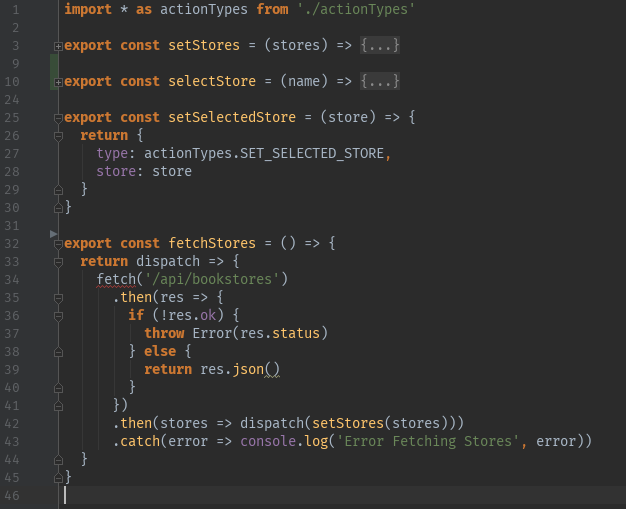 1 import * as actionTypes from './actionTypes'
2
3 export const setStores = (stores) => {...}
9
10 export const selectStore = (name) => {...}
24
25 export const setSelectedStore = (store) => {
26   return {
27     type: actionTypes.SET_SELECTED_STORE,
28     store: store
29   }
30 }
31
32 export const fetchStores = () => {
33   return dispatch => {
34     fetch('/api/bookstores')
35       .then(res => {
36         if (!res.ok) {
37           throw Error(res.status)
38         } else {
39           return res.json()
40         }
41       })
42       .then(stores => dispatch(setStores(stores)))
43       .catch(error => console.log('Error Fetching Stores', error))
44   }
45 }
46